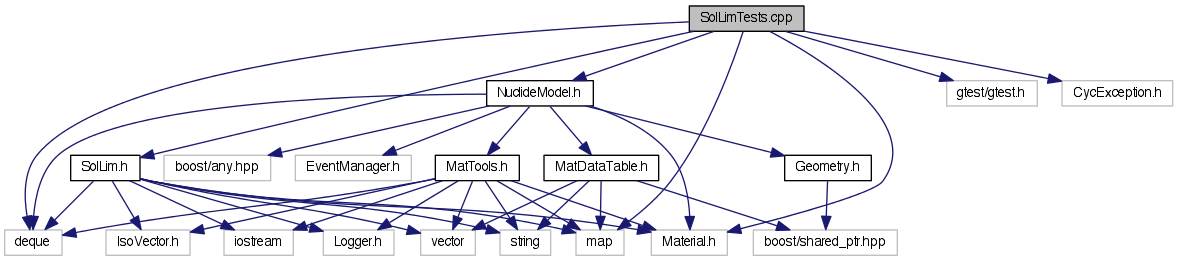 SolLimTests.cpp
NuclideModel.h
gtest/gtest.h
CycException.h
SolLim.h
boost/any.hpp
EventManager.h
MatTools.h
MatDataTable.h
Geometry.h
deque
IsoVector.h
iostream
Logger.h
vector
string
map
Material.h
boost/shared_ptr.hpp